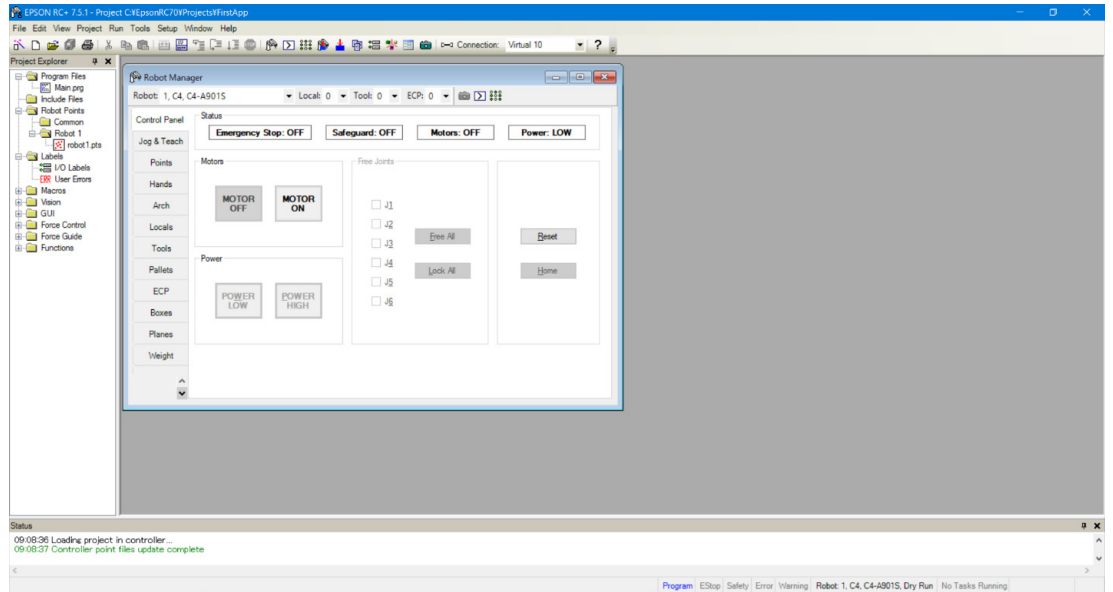 EPSON RC+ 7.5.1 - Project C:¥EpsonRC70¥Projects¥FirstApp
File Edit View Project Run Tools Setup Window Help
Connection: Virtual 10
Project Explorer
Program Files
Main.prg
Include Files
Robot Points
Common
Robot 1
robot1.pts
Labels
I/O Labels
ERR User Errors
Macros
Vision
GUI
Force Control
Force Guide
Functions
Robot Manager
Robot: 1, C4, C4-A901S Local: 0 Tool: 0 ECP: 0
Control Panel
Jog & Teach
Points
Hands
Arch
Locals
Tools
Pallets
ECP
Boxes
Planes
Weight
Status
Emergency Stop: OFF Safeguard: OFF Motors: OFF Power: LOW
Motors
MOTOR
OFF
MOTOR
ON
Power
POWER
LOW
POWER
HIGH
Free Joints
J1
J2
J3
J4
J5
J6
Free All
Lock All
Reset
Home
Status
09:08:36 Loading project in controller...
09:08:37 Controller point files update complete
Program EStop Safety Error Warning Robot: 1, C4, C4-A901S, Dry Run No Tasks Running